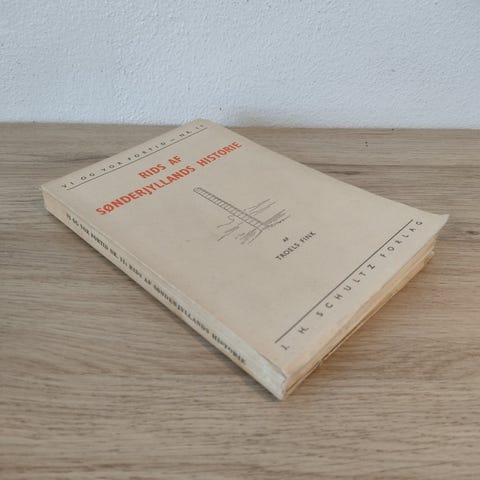 VI OG VOR FORTID — NR. 11
RIDS AF
SØNDERJYLLANDS HISTORIE
AF
TROELS FINK
J. H. SCHULTZ FORLAG
VI OG VOR FORTID NR. 11: RIDS AF SØNDERJYLLANDS HISTORIE